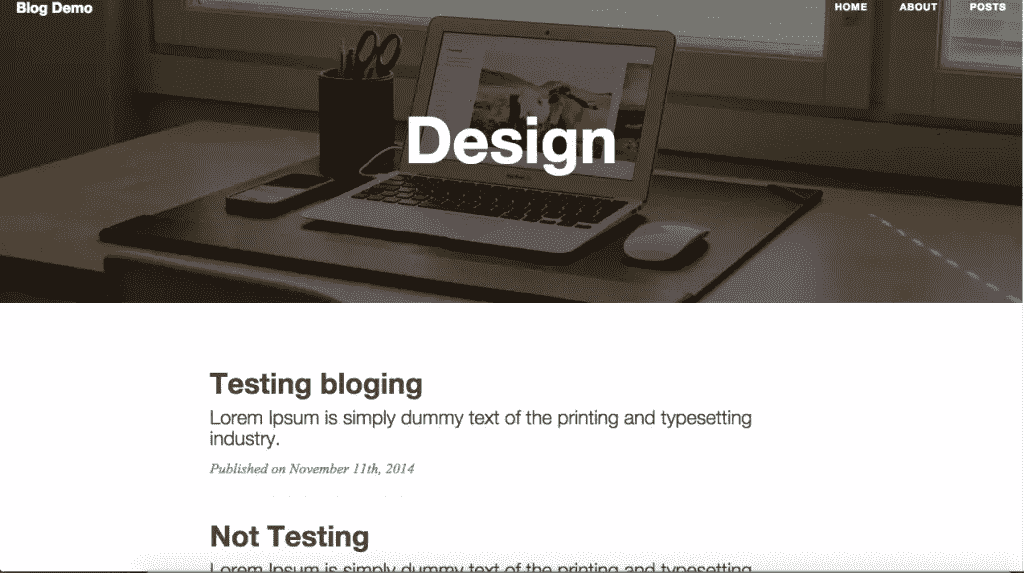 Blog Demo
HOME ABOUT POSTS
Design
Testing bloging
Lorem Ipsum is simply dummy text of the printing and typesetting
industry.
Published on November 11th, 2014
Not Testing
Lorem Ipsum is simply dummy text of the printing and typesetting